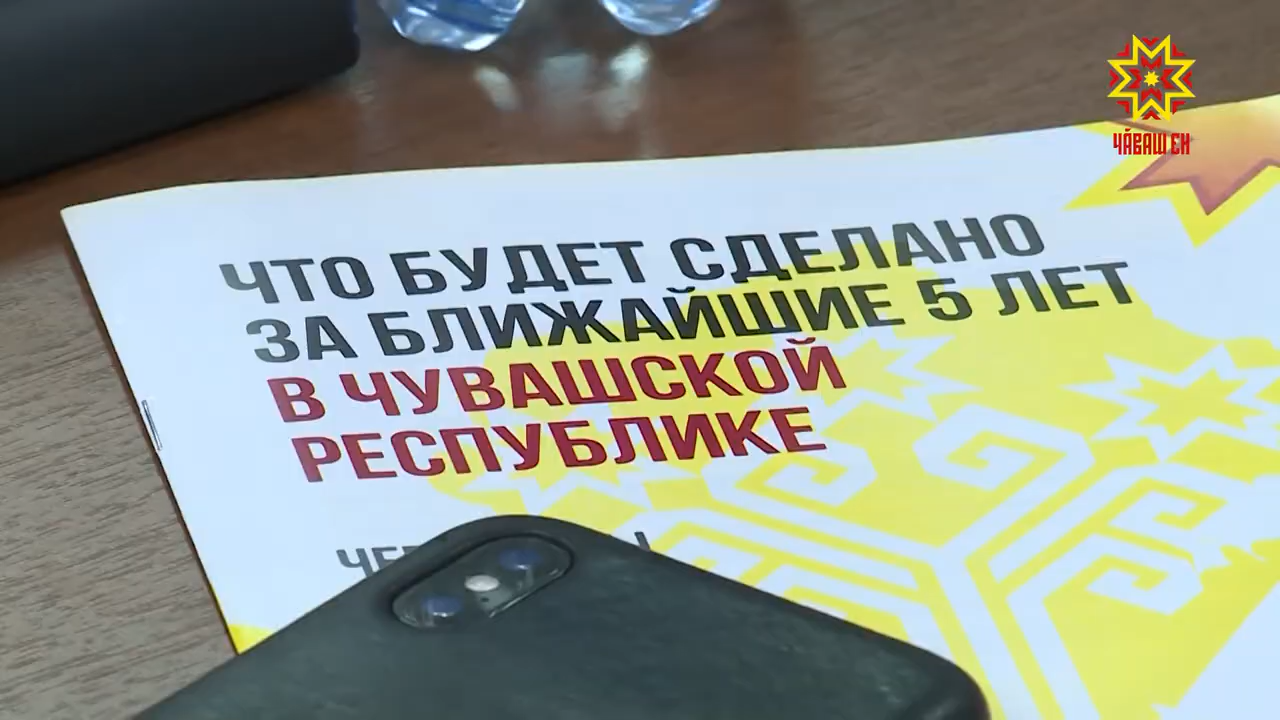 ЧӐВАШ ЕН
ЧТО БУДЕТ СДЕЛАНО
ЗА БЛИЖАЙШИЕ 5 ЛЕТ
В ЧУВАШСКОЙ
РЕСПУБЛИКЕ